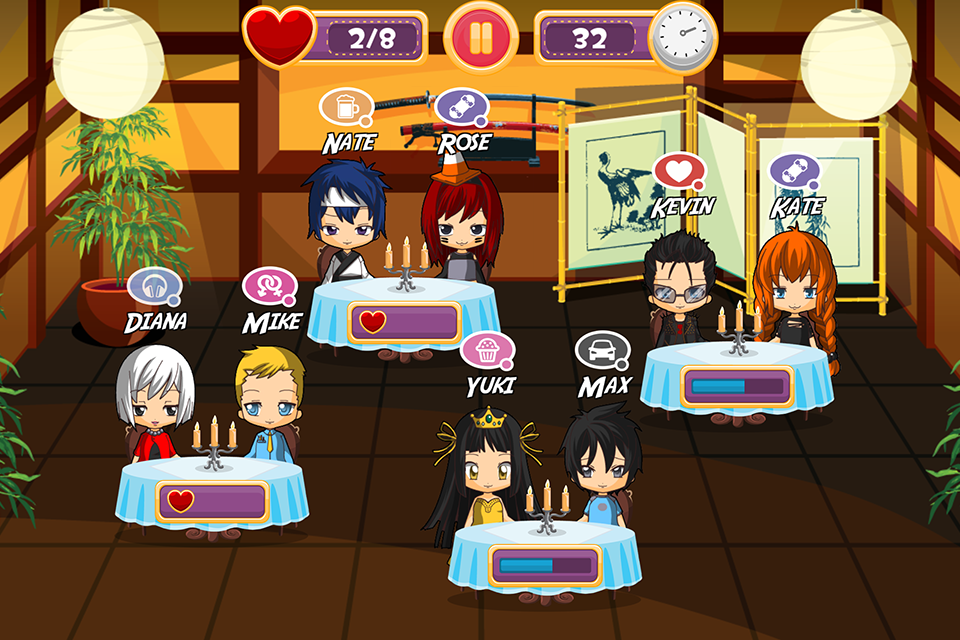 2/8
32
NATE
ROSE
KEVIN
KATE
DIANA
MIKE
YUKI
MAX